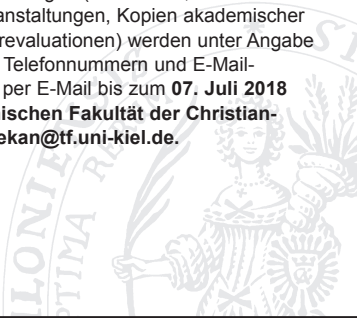 anstaltungen, Kopien akademischer
revaluationen) werden unter Angabe
Telefonnummern und E-Mail-
per E-Mail bis zum 07. Juli 2018
ischen Fakultät der Christian-
ekan@tf.uni-kiel.de.